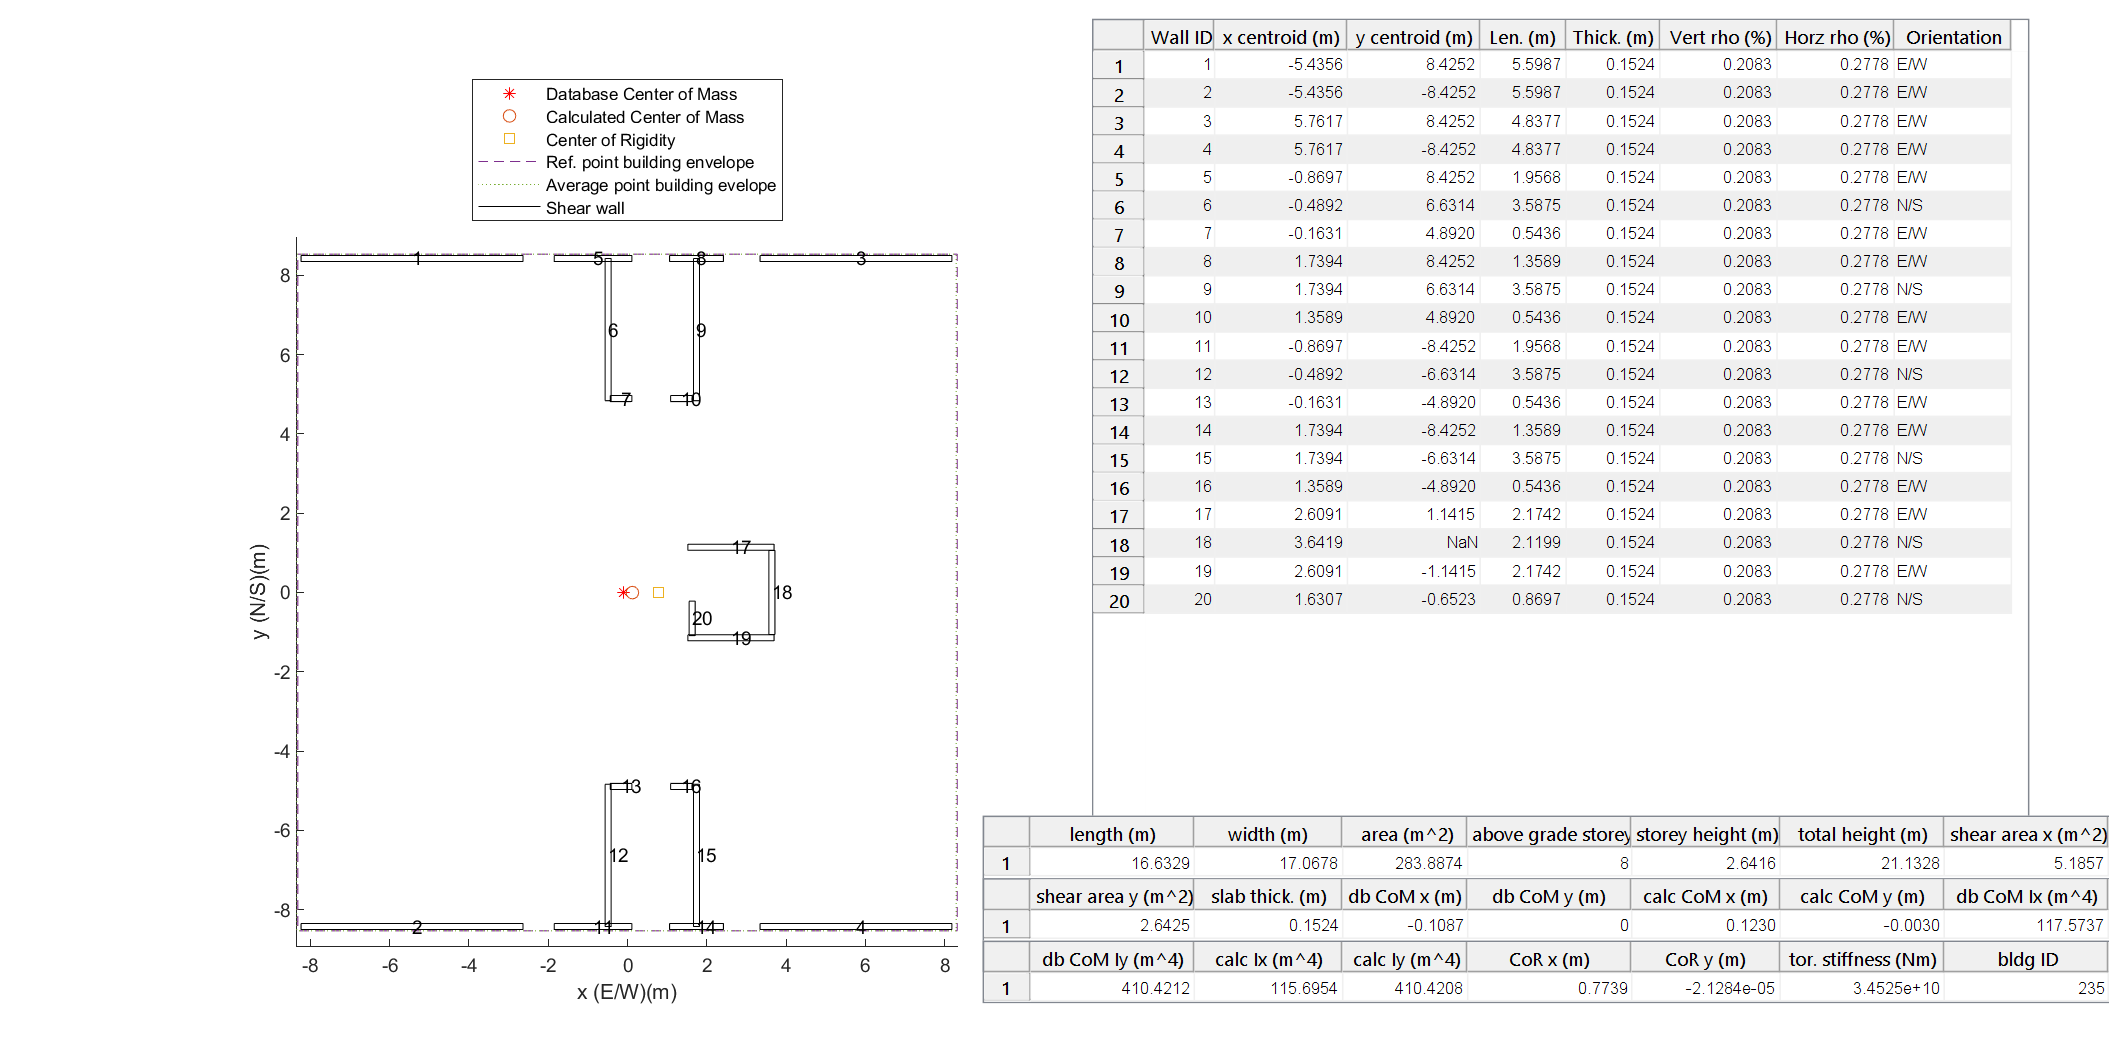 Database Center of Mass
Calculated Center of Mass
Center of Rigidity
Ref. point building envelope
Average point building evelope
Shear wall
y (N/S)(m)
8
6
4
2
0
-2
-4
-6
-8
-8 -6 -4 -2 0 2 4 6 8
x (E/W)(m)
1 5 8 3
6 9
7 10
17
18
20
19
13 16
12 15
2 11 14 4
Wall ID x centroid (m) y centroid (m) Len. (m) Thick. (m) Vert rho (%) Horz rho (%) Orientation
1 1 -5.4356 8.4252 5.5987 0.1524 0.2083 0.2778 E/W
2 2 -5.4356 -8.4252 5.5987 0.1524 0.2083 0.2778 E/W
3 3 5.7617 8.4252 4.8377 0.1524 0.2083 0.2778 E/W
4 4 5.7617 -8.4252 4.8377 0.1524 0.2083 0.2778 E/W
5 5 -0.8697 8.4252 1.9568 0.1524 0.2083 0.2778 E/W
6 6 -0.4892 6.6314 3.5875 0.1524 0.2083 0.2778 N/S
7 7 -0.1631 4.8920 0.5436 0.1524 0.2083 0.2778 E/W
8 8 1.7394 8.4252 1.3589 0.1524 0.2083 0.2778 E/W
9 9 1.7394 6.6314 3.5875 0.1524 0.2083 0.2778 N/S
10 10 1.3589 4.8920 0.5436 0.1524 0.2083 0.2778 E/W
11 11 -0.8697 -8.4252 1.9568 0.1524 0.2083 0.2778 E/W
12 12 -0.4892 -6.6314 3.5875 0.1524 0.2083 0.2778 N/S
13 13 -0.1631 -4.8920 0.5436 0.1524 0.2083 0.2778 E/W
14 14 1.7394 -8.4252 1.3589 0.1524 0.2083 0.2778 E/W
15 15 1.7394 -6.6314 3.5875 0.1524 0.2083 0.2778 N/S
16 16 1.3589 -4.8920 0.5436 0.1524 0.2083 0.2778 E/W
17 17 2.6091 1.1415 2.1742 0.1524 0.2083 0.2778 E/W
18 18 3.6419 NaN 2.1199 0.1524 0.2083 0.2778 N/S
19 19 2.6091 -1.1415 2.1742 0.1524 0.2083 0.2778 E/W
20 20 1.6307 -0.6523 0.8697 0.1524 0.2083 0.2778 N/S
length (m) width (m) area (m^2) above grade storey storey height (m) total height (m) shear area x (m^2)
1 16.6329 17.0678 283.8874 8 2.6416 21.1328 5.1857
shear area y (m^2) slab thick. (m) db CoM x (m) db CoM y (m) calc CoM x (m) calc CoM y (m) db CoM Ix (m^4)
1 2.6425 0.1524 -0.1087 0 0.1230 -0.0030 117.5737
db CoM Iy (m^4) calc Ix (m^4) calc Iy (m^4) CoR x (m) CoR y (m) tor. stiffness (Nm) bldg ID
1 410.4212 115.6954 410.4208 0.7739 -2.1284e-05 3.4525e+10 235